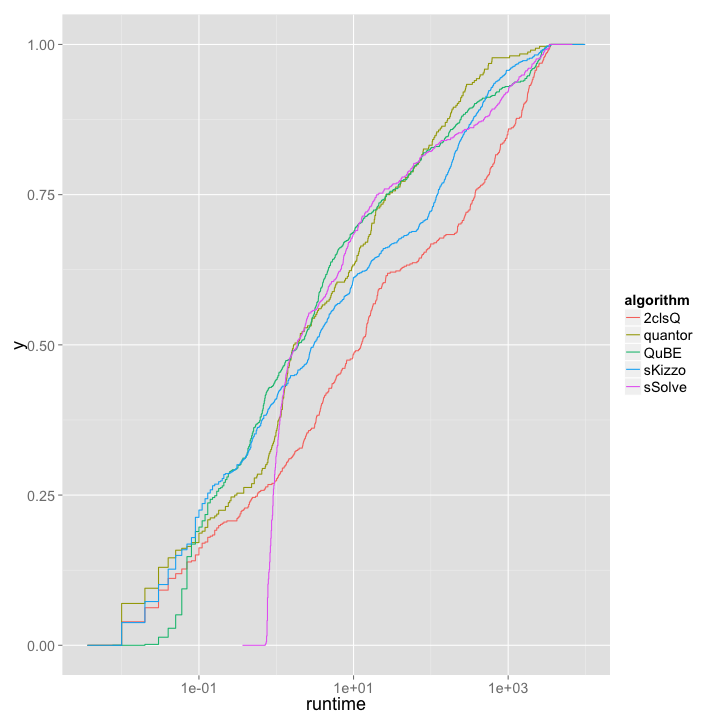 1.00
0.75
0.50
0.25
0.00
y
1e-01
1e+01
1e+03
runtime
algorithm
2clsQ
quantor
QuBE
sKizzo
sSolve